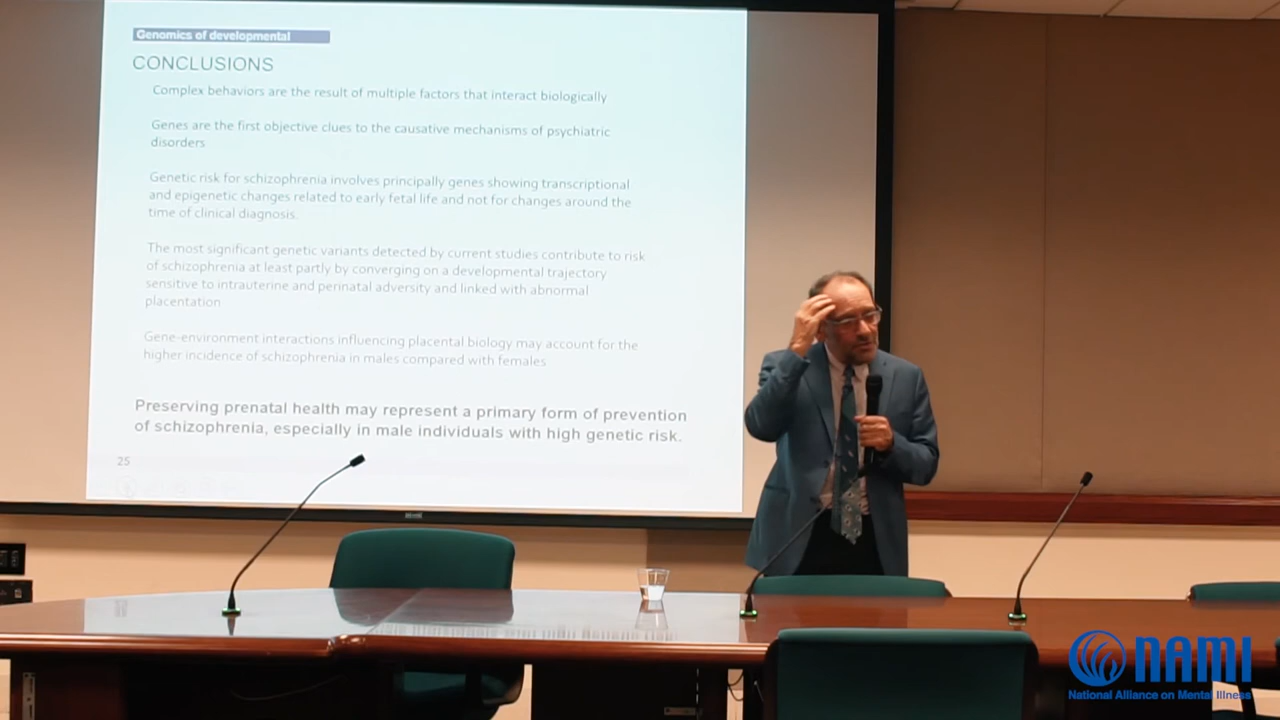 Genomics of developmental
CONCLUSIONS
Complex behaviors are the result of multiple factors that interact biologically
Genes are the first objective clues to the causative mechanisms of psychiatric
disorders
Genetic risk for schizophrenia involves principally genes showing transcriptional
and epigenetic changes related to early fetal life and not for changes around the
time of clinical diagnosis.
The most significant genetic variants detected by current studies contribute to risk
of schizophrenia at least partly by converging on a developmental trajectory
sensitive to intrauterine and perinatal adversity and linked with abnormal
placentation
Gene-environment interactions influencing placental biology may account for the
higher incidence of schizophrenia in males compared with females
Preserving prenatal health may represent a primary form of prevention
of schizophrenia, especially in male individuals with high genetic risk.
25
NAMI
National Alliance on Mental Illness